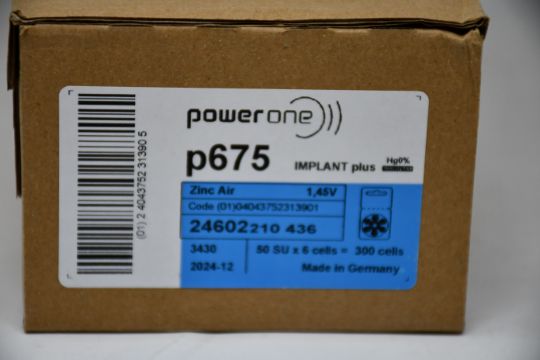 (01) 2 4043752 31390 5
power one
p675 IMPLANT plus
Hg0%
Zinc Air 1,45V
Code (01)04043752313901
24602 210 436
3430 50 SU x 6 cells = 300 cells
2024-12 Made in Germany